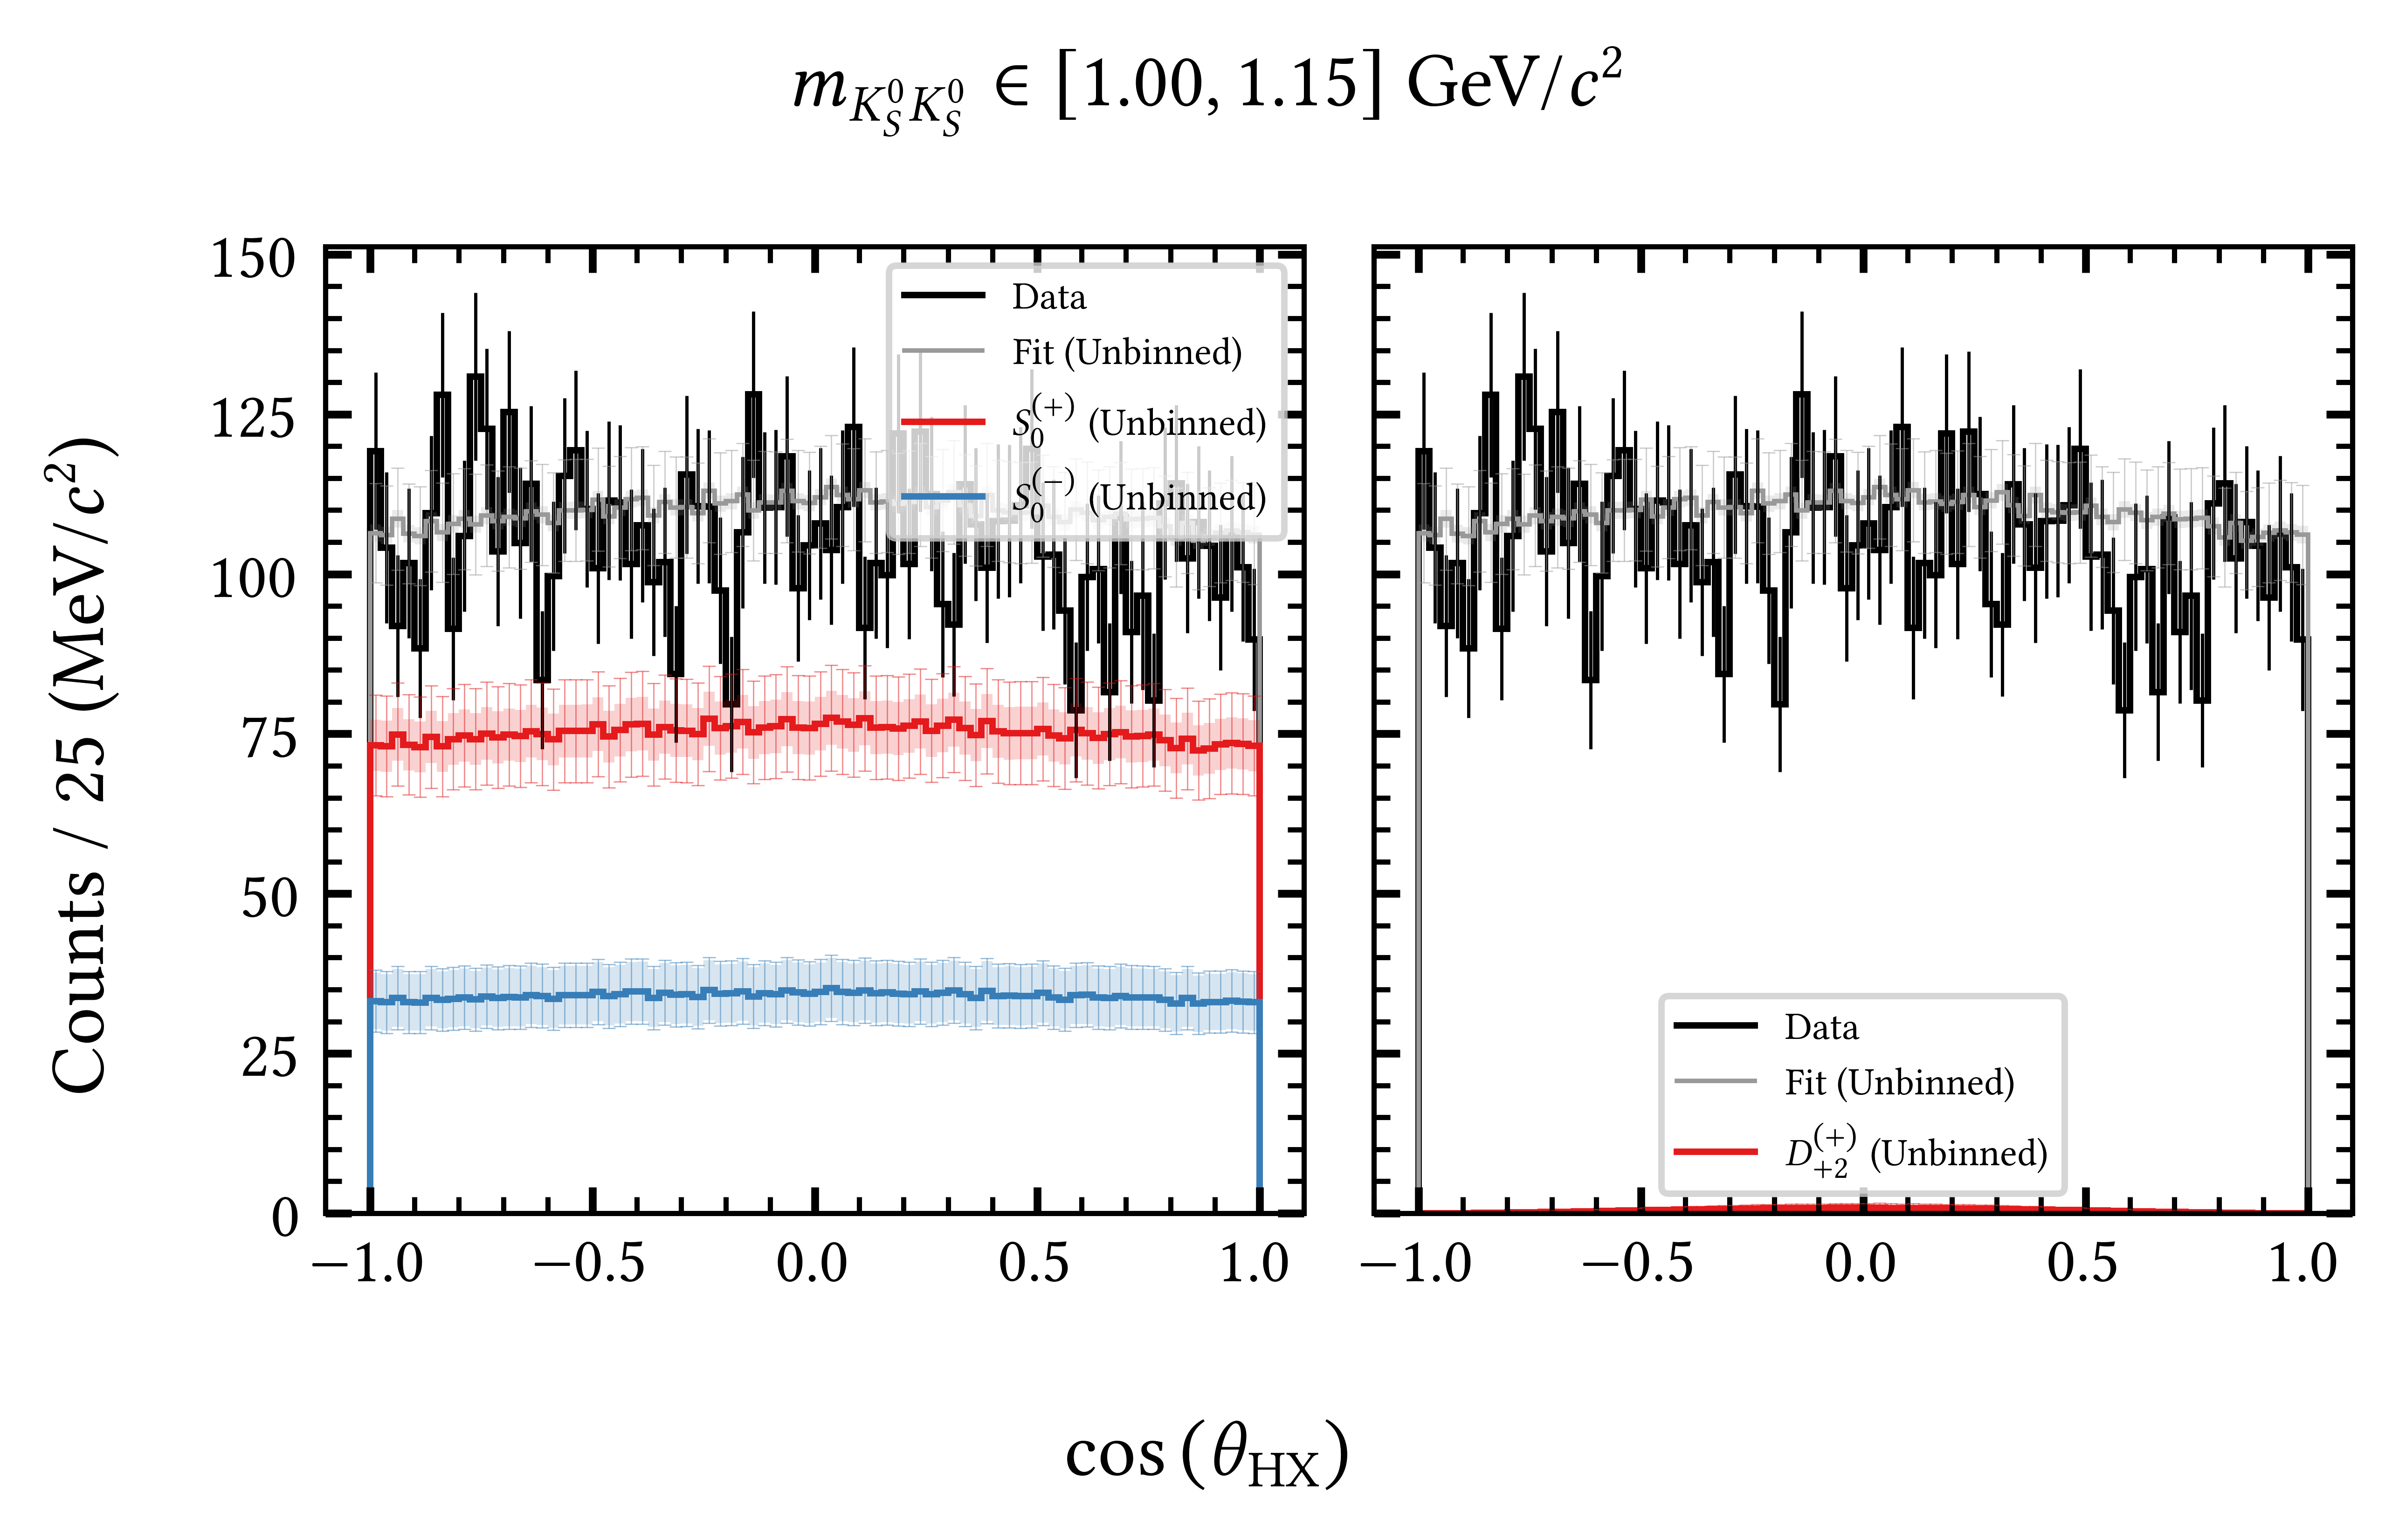 m_{K_S^0 K_S^0} ∈ [1.00, 1.15] GeV/c²
Counts / 25 (MeV/c²)
150
125
100
75
50
25
0
Data
Fit (Unbinned)
S_0^{(+)} (Unbinned)
S_0^{(−)} (Unbinned)
Data
Fit (Unbinned)
D_{+2}^{(+)} (Unbinned)
−1.0 −0.5 0.0 0.5 1.0
−1.0 −0.5 0.0 0.5 1.0
cos (θ_{HX})